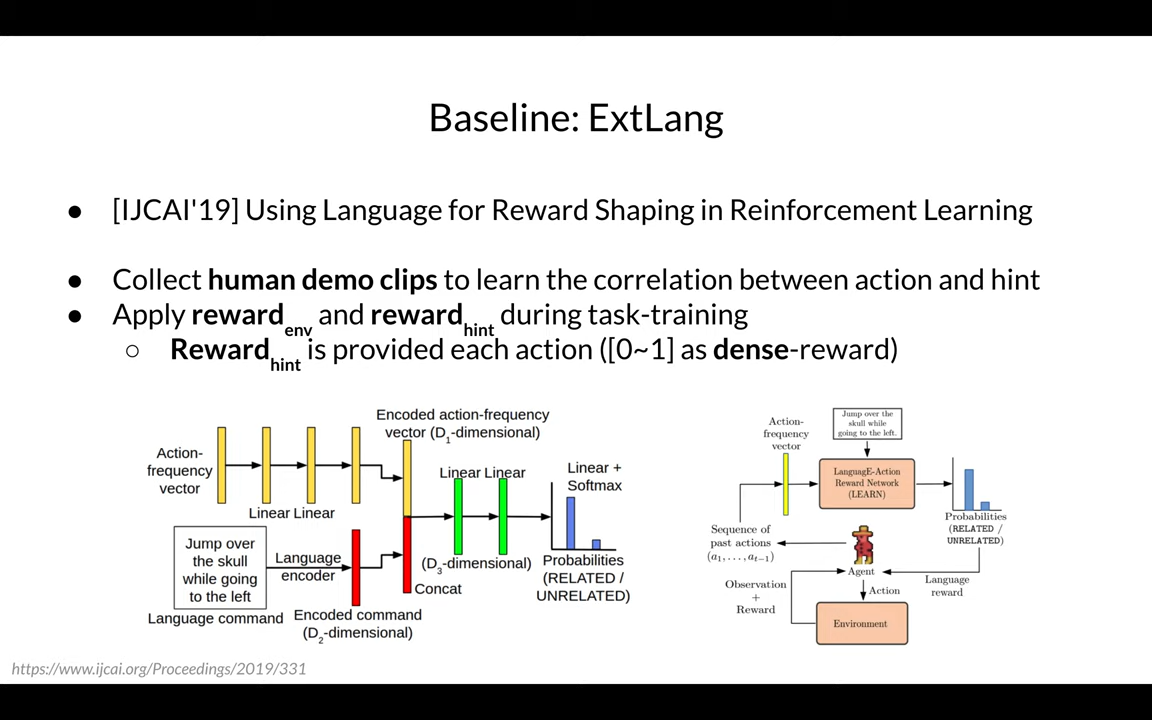 Baseline: ExtLang
● [IJCAI'19] Using Language for Reward Shaping in Reinforcement Learning
● Collect human demo clips to learn the correlation between action and hint
● Apply reward_env and reward_hint during task-training
○ Reward_hint is provided each action ([0~1] as dense-reward)
Action-
frequency
vector
Linear Linear
Encoded action-frequency
vector (D1-dimensional)
Linear Linear
Linear +
Softmax
Jump over
the skull
while going
to the left
Language command
Language
encoder
Encoded command
(D2-dimensional)
Concat
(D3-dimensional)
Probabilities
(RELATED /
UNRELATED)
Action-
frequency
vector
Jump over the
skull while
going to the left.
LanguagE-Action
Reward Network
(LEARN)
Probabilities
(RELATED /
UNRELATED)
Sequence of
past actions
(a1, . . . , at−1)
Agent
Language
reward
Observation
+
Reward
Action
Environment
https://www.ijcai.org/Proceedings/2019/331